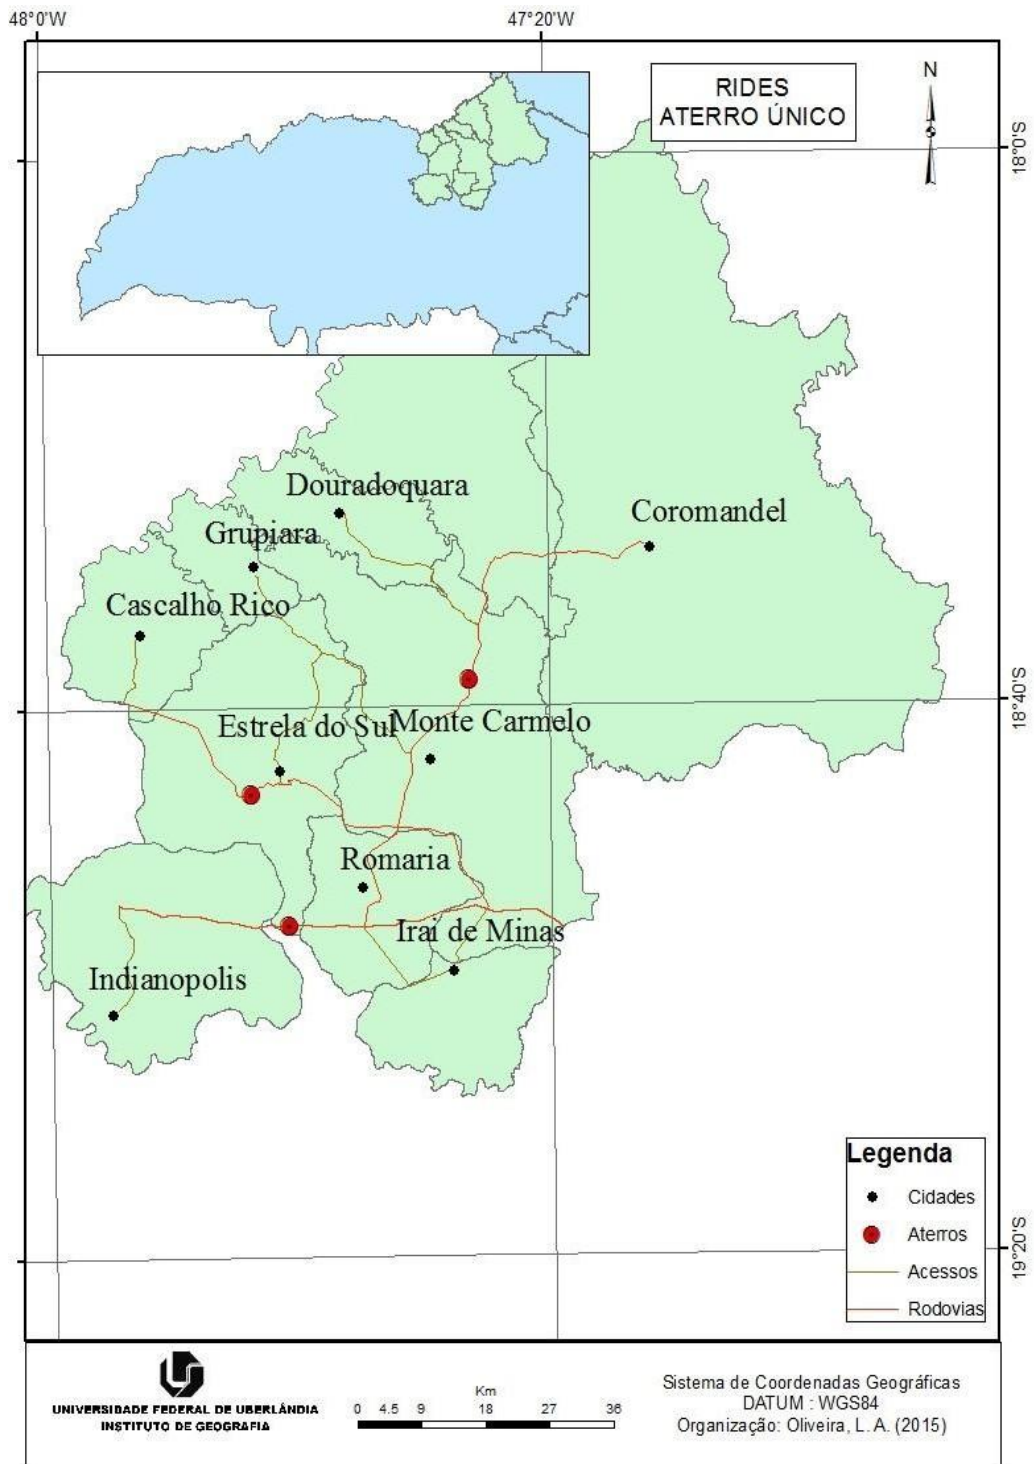 48°0'W
47°20'W
RIDES
ATERRO ÚNICO
N
18°0'S
Douradoquara
Coromandel
Grupiara
Cascalho Rico
18°40'S
Estrela do Sul
Monte Carmelo
Romaria
Irai de Minas
Indianopolis
Legenda
Cidades
Aterros
Acessos
Rodovias
19°20'S
UNIVERSIDADE FEDERAL DE UBERLÂNDIA
INSTITUTO DE GEOGRAFIA
Km
0 4.5 9 18 27 36
Sistema de Coordenadas Geográficas
DATUM : WGS84
Organização: Oliveira, L. A. (2015)